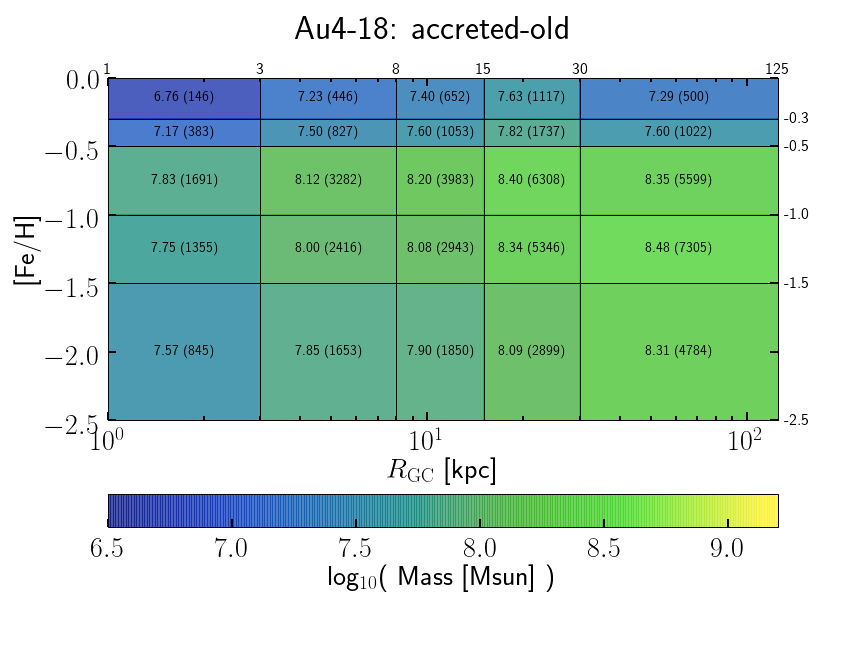 Au4-18: accreted-old
1 3 8 15 30 125
0.0
6.76 (146) 7.23 (446) 7.40 (652) 7.63 (1117) 7.29 (500)
-0.3
7.17 (383) 7.50 (827) 7.60 (1053) 7.82 (1737) 7.60 (1022)
−0.5 -0.5
7.83 (1691) 8.12 (3282) 8.20 (3983) 8.40 (6308) 8.35 (5599)
−1.0 -1.0
[Fe/H]
7.75 (1355) 8.00 (2416) 8.08 (2943) 8.34 (5346) 8.48 (7305)
−1.5 -1.5
7.57 (845) 7.85 (1653) 7.90 (1850) 8.09 (2899) 8.31 (4784)
−2.0
−2.5 -2.5
10⁰ 10¹ 10²
R_GC [kpc]
6.5 7.0 7.5 8.0 8.5 9.0
log₁₀( Mass [Msun] )